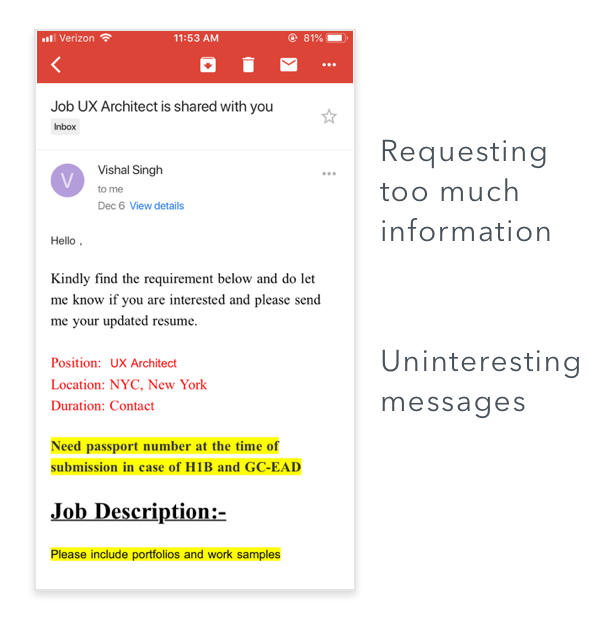 Verizon 11:53 AM 81%
Job UX Architect is shared with you
Inbox
V
Vishal Singh
to me
Dec 6 View details
Hello ,
Kindly find the requirement below and do let
me know if you are interested and please send
me your updated resume.
Position: UX Architect
Location: NYC, New York
Duration: Contact
Need passport number at the time of
submission in case of H1B and GC-EAD
Job Description:-
Please include portfolios and work samples
Requesting
too much
information
Uninteresting
messages